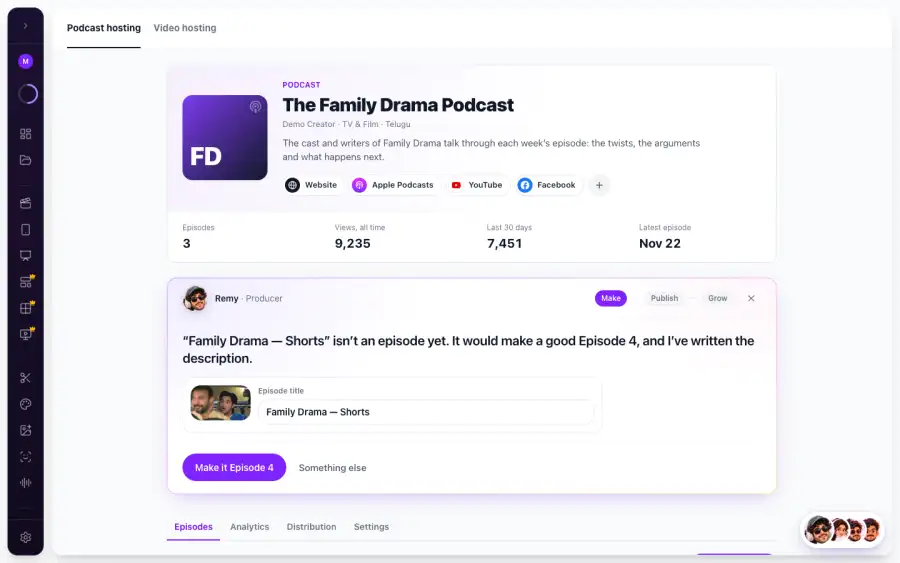 Podcast hosting
Video hosting
M
PODCAST
The Family Drama Podcast
Demo Creator · TV & Film · Telugu
The cast and writers of Family Drama talk through each week's episode: the twists, the arguments
and what happens next.
FD
Website
Apple Podcasts
YouTube
Facebook
+
Episodes
3
Views, all time
9,235
Last 30 days
7,451
Latest episode
Nov 22
Remy · Producer
Make
Publish
Grow
“Family Drama — Shorts” isn’t an episode yet. It would make a good Episode 4, and I’ve written the
description.
Episode title
Family Drama — Shorts
Make it Episode 4
Something else
Episodes
Analytics
Distribution
Settings